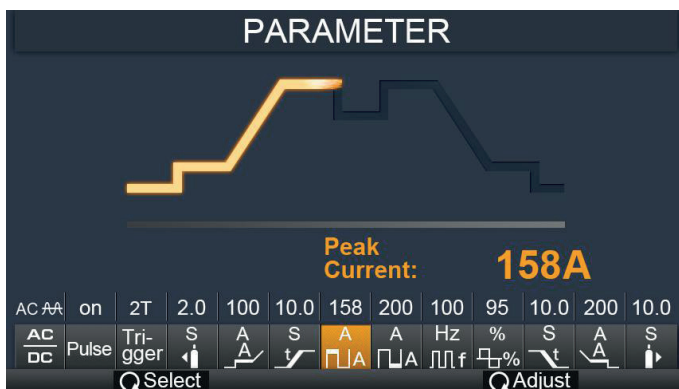 PARAMETER
Peak
Current:
158A
AC on 2T 2.0 100 10.0 158 200 100 95 10.0 200 10.0
AC
DC
Pulse
Tri-
gger
S
A
A
S
t
A
A
A
A
Hz
f
%
%
S
t
A
A
S
Select
Adjust